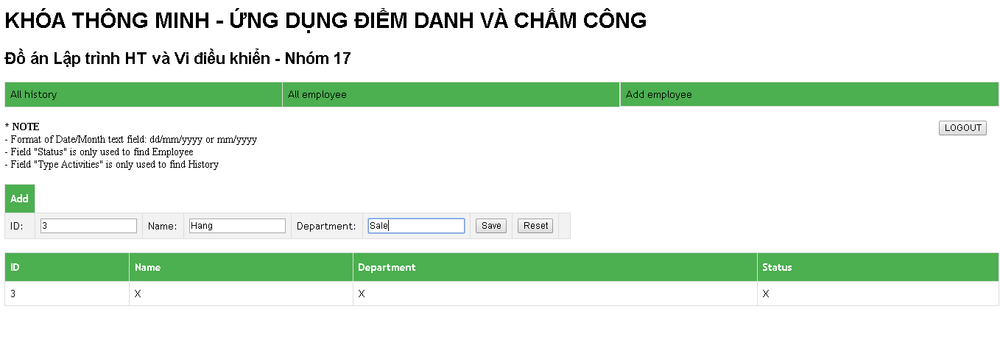 KHÓA THÔNG MINH - ỨNG DỤNG ĐIỂM DANH VÀ CHẤM CÔNG
Đồ án Lập trình HT và Vi điều khiển - Nhóm 17
All history All employee Add employee
* NOTE
LOGOUT
- Format of Date/Month text field: dd/mm/yyyy or mm/yyyy
- Field "Status" is only used to find Employee
- Field "Type Activities" is only used to find History
Add
ID: 3 Name: Hang Department: Sale Save Reset
ID Name Department Status
3 X X X